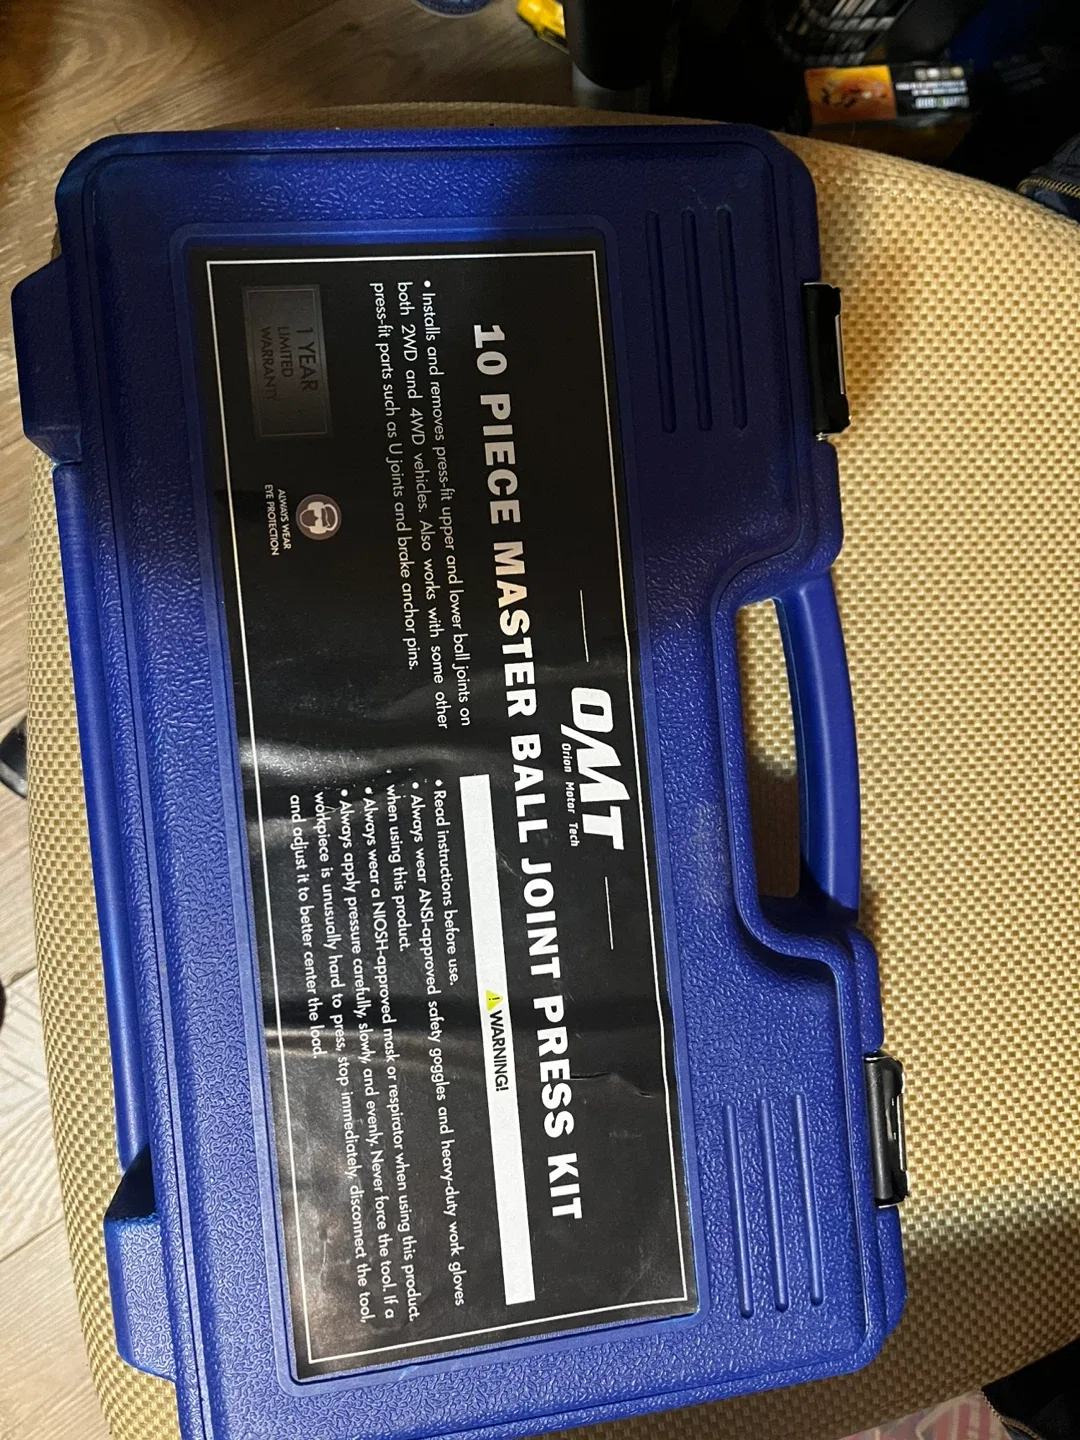 OMT
Orion Motor Tech
10 PIECE MASTER BALL JOINT PRESS KIT
• Installs and removes press-fit upper and lower ball joints on
both 2WD and 4WD vehicles. Also works with some other
press-fit parts such as U joints and brake anchor pins.
1 YEAR
LIMITED
WARRANTY
ALWAYS WEAR
EYE PROTECTION
WARNING!
• Read instructions before use.
• Always wear ANSI-approved safety goggles and heavy-duty work gloves
• when using this product.
• Always wear a NIOSH-approved mask or respirator when using this product.
• Always apply pressure carefully, slowly, and evenly. Never force the tool. If a
workpiece is unusually hard to press, stop immediately, disconnect the tool,
and adjust it to better center the load.